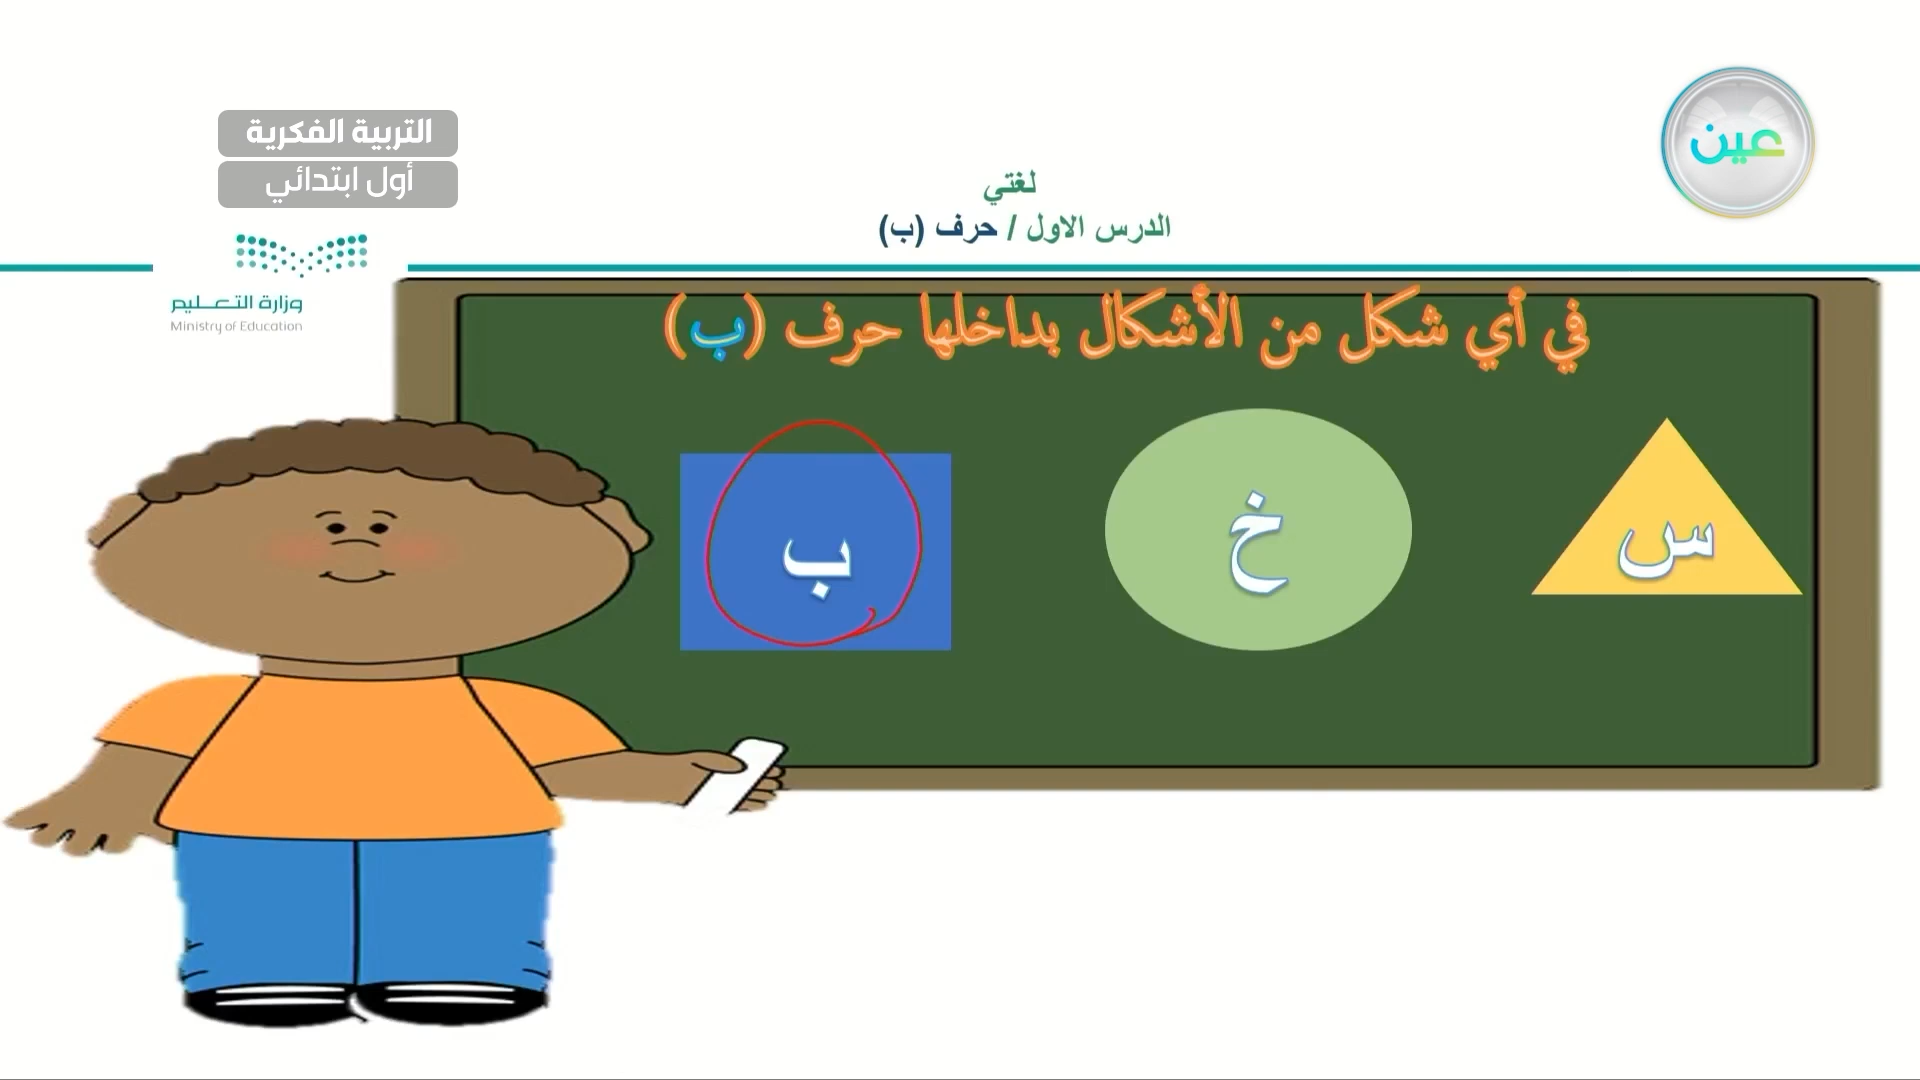 عين
التربية الفكرية
أول ابتدائي
لغتي
الدرس الاول / حرف (ب)
وزارة التعـــليم
Ministry of Education
في أي شكل من الأشكال بداخلها حرف (ب)
س
خ
ب